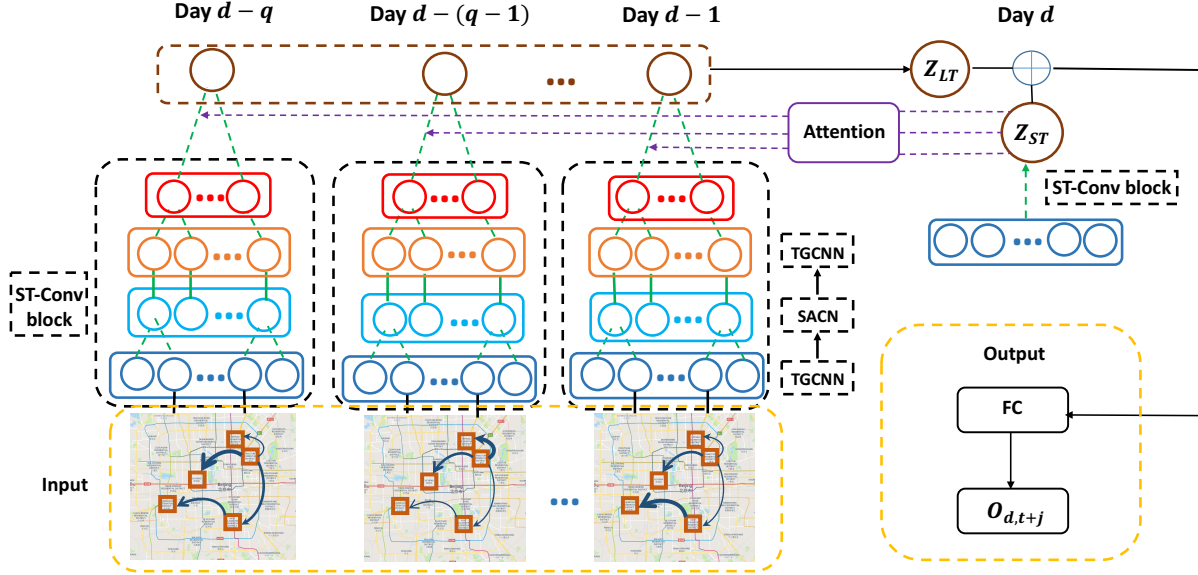 Day d − q
Day d − (q − 1)
Day d − 1
Day d
Z_LT
Attention
Z_ST
ST-Conv block
ST-Conv
block
TGCNN
SACN
TGCNN
Input
Output
FC
O_{d,t+j}